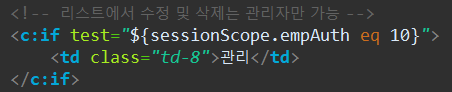 <!-- 리스트에서 수정 및 삭제는 관리자만 가능 -->
<c:if test="${sessionScope.empAuth eq 10}">
    <td class="td-8">관리</td>
</c:if>